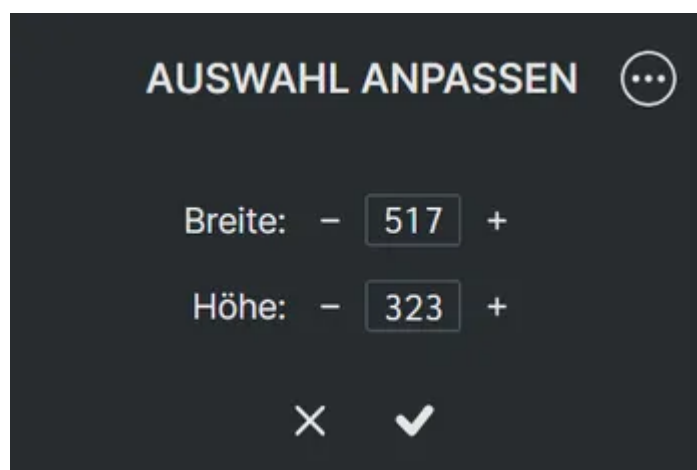 AUSWAHL ANPASSEN
Breite: − 517 +
Höhe: − 323 +